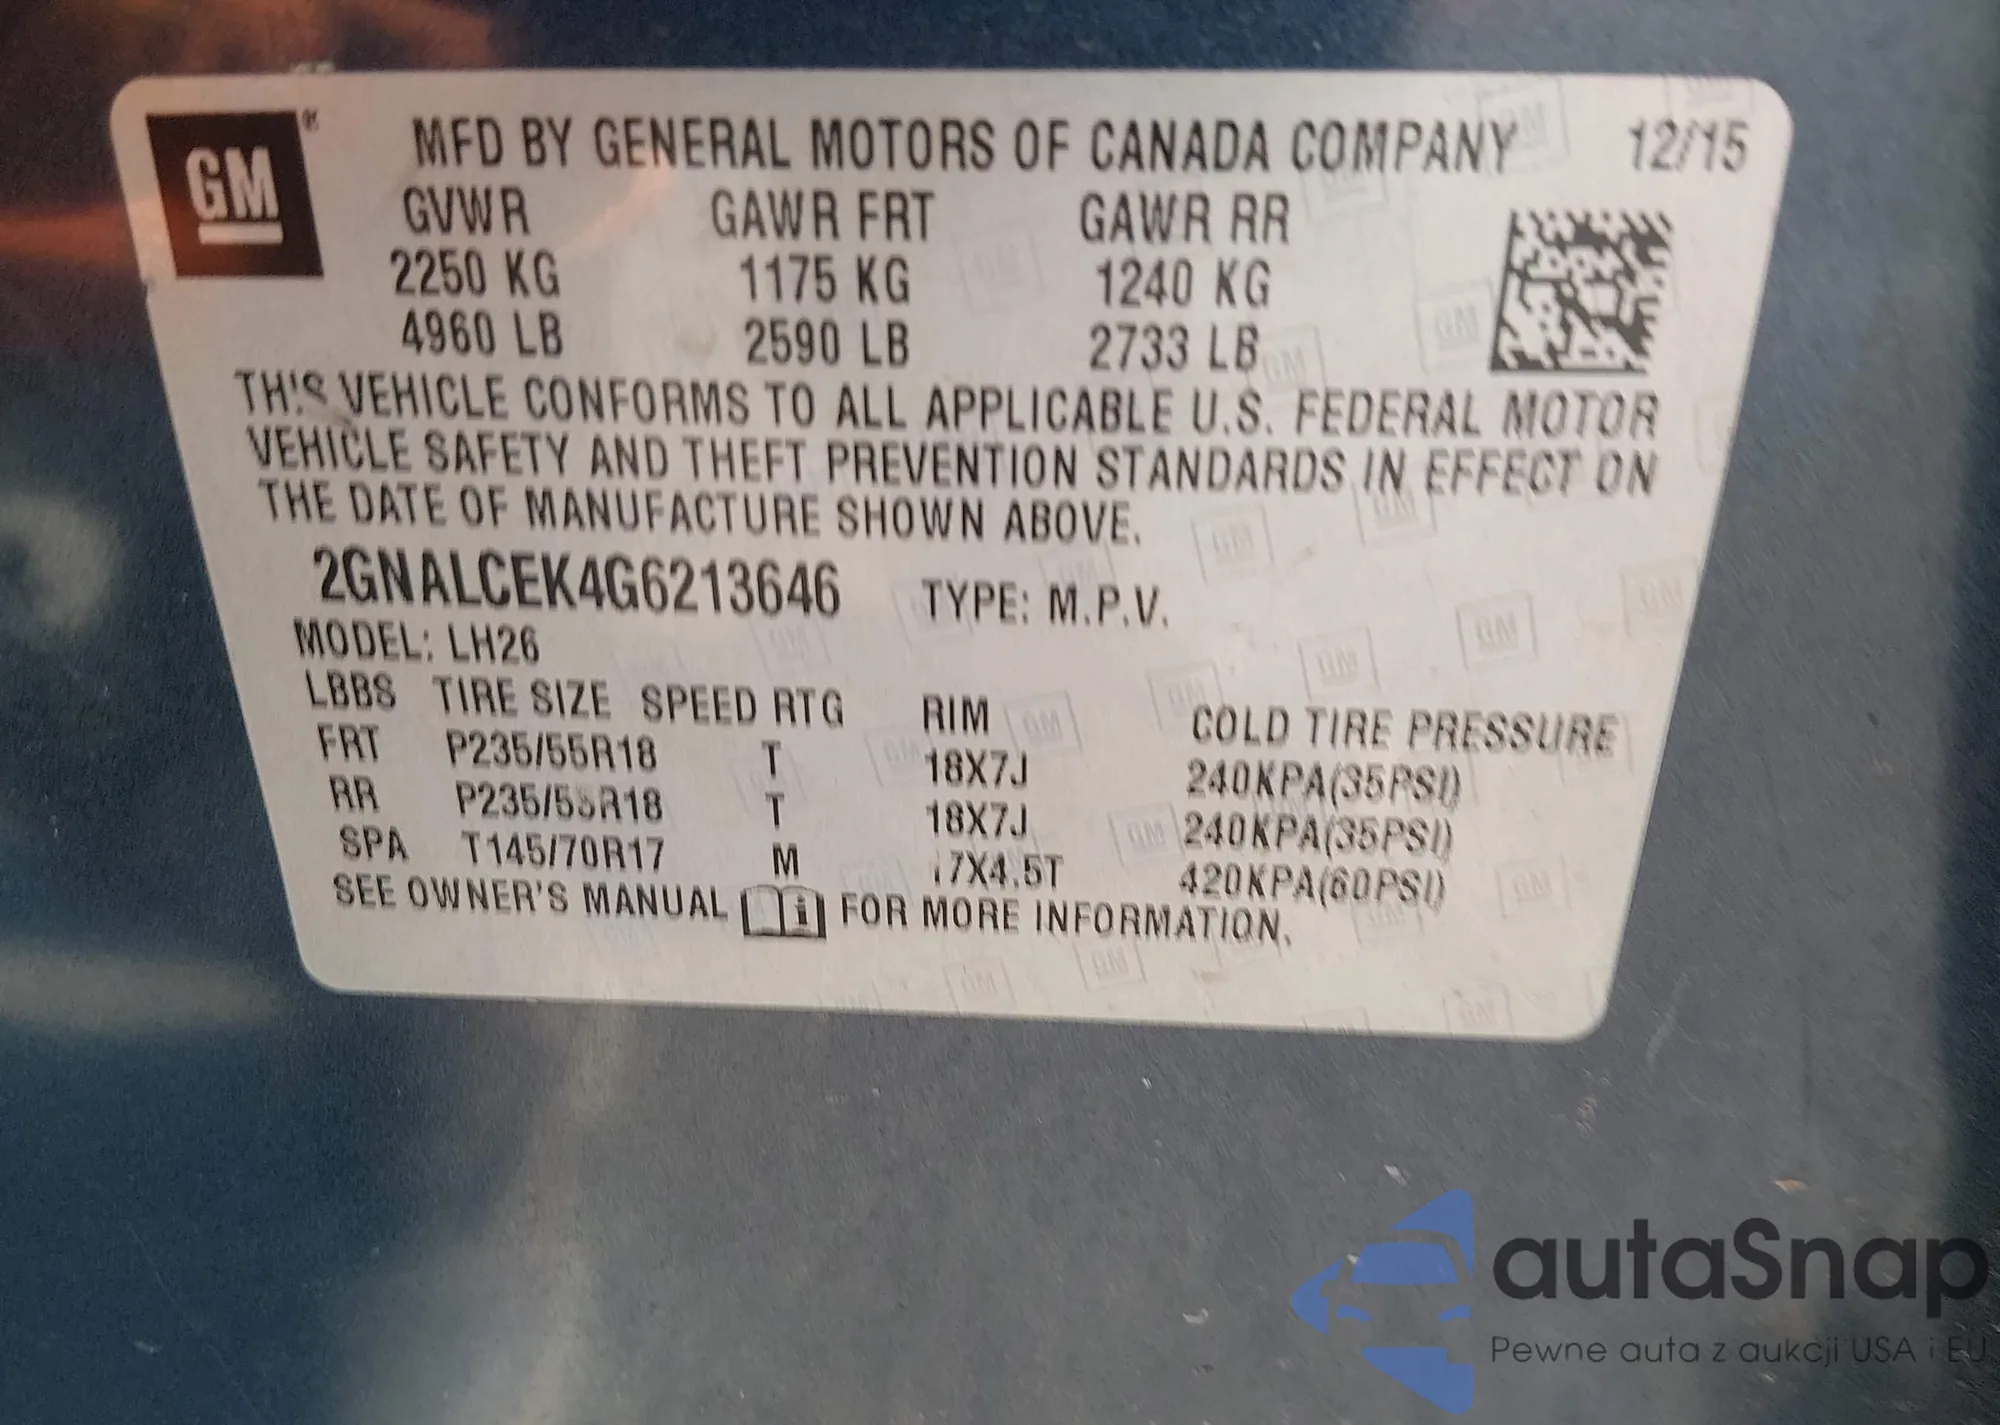 GM®
MFD BY GENERAL MOTORS OF CANADA COMPANY 12/15
GVWR GAWR FRT GAWR RR
2250 KG 1175 KG 1240 KG
4960 LB 2590 LB 2733 LB
THIS VEHICLE CONFORMS TO ALL APPLICABLE U.S. FEDERAL MOTOR
VEHICLE SAFETY AND THEFT PREVENTION STANDARDS IN EFFECT ON
THE DATE OF MANUFACTURE SHOWN ABOVE.
2GNALCEK4G6213646 TYPE: M.P.V.
MODEL: LH26
LBBS TIRE SIZE SPEED RTG RIM COLD TIRE PRESSURE
FRT P235/55R18 T 18X7J 240KPA(35PSI)
RR P235/55R18 T 18X7J 240KPA(35PSI)
SPA T145/70R17 M 17X4.5T 420KPA(60PSI)
SEE OWNER'S MANUAL i FOR MORE INFORMATION.
autaSnap
Pewne auta z aukcji USA i EU